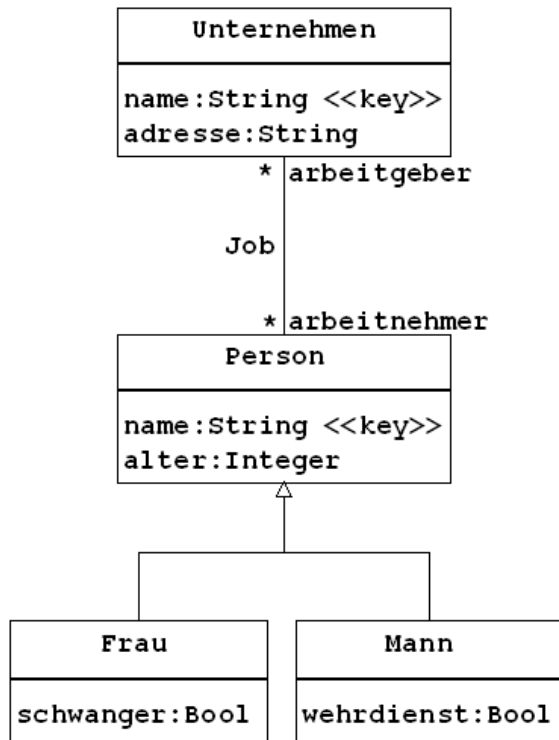 Unternehmen
name:String <<key>>
adresse:String
* arbeitgeber
Job
* arbeitnehmer
Person
name:String <<key>>
alter:Integer
Frau
schwanger:Bool
Mann
wehrdienst:Bool